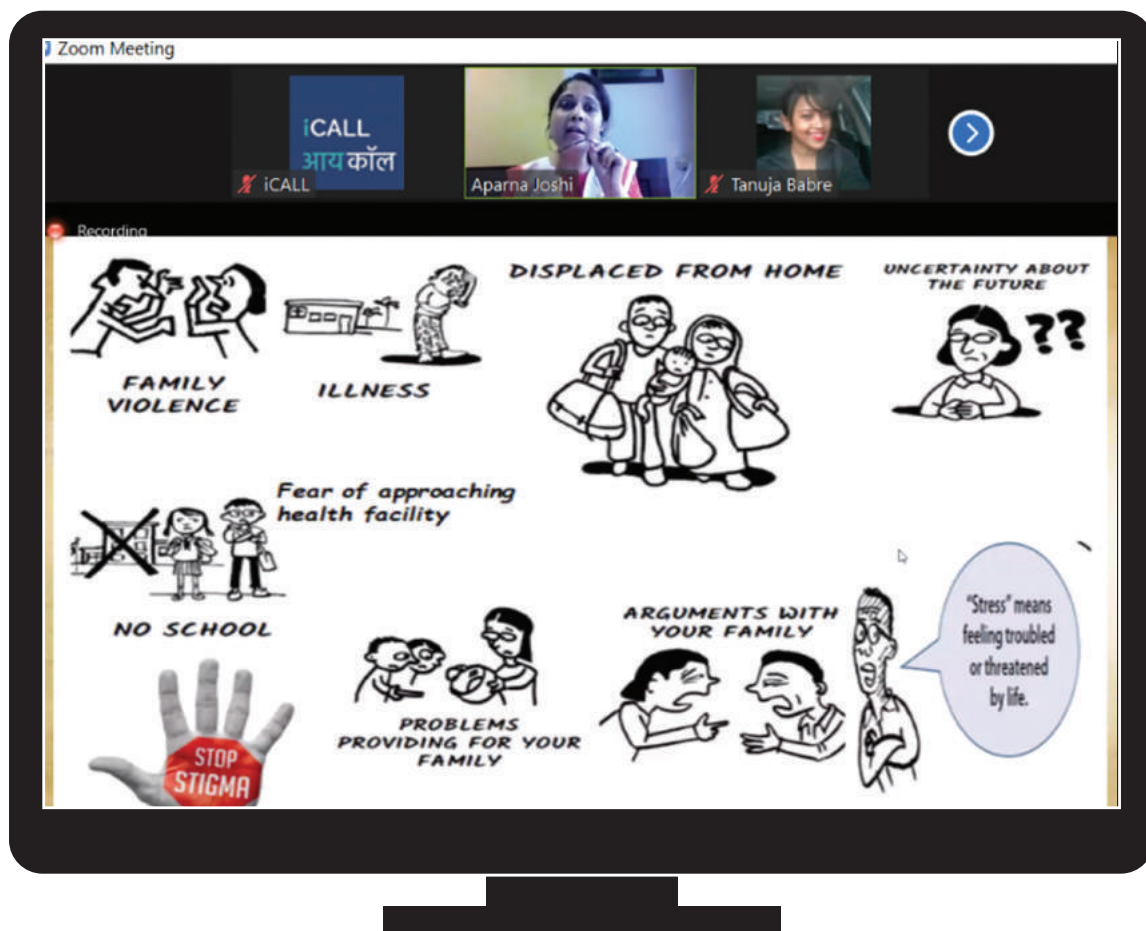 Zoom Meeting
iCALL
आय कॉल
iCALL
Aparna Joshi
Tanuja Babre
Recording
DISPLACED FROM HOME
UNCERTAINTY ABOUT
THE FUTURE
FAMILY
VIOLENCE
ILLNESS
??
Fear of approaching
health facility
NO SCHOOL
ARGUMENTS WITH
YOUR FAMILY
"Stress" means
feeling troubled
or threatened
by life.
PROBLEMS
PROVIDING FOR YOUR
FAMILY
STOP
STIGMA